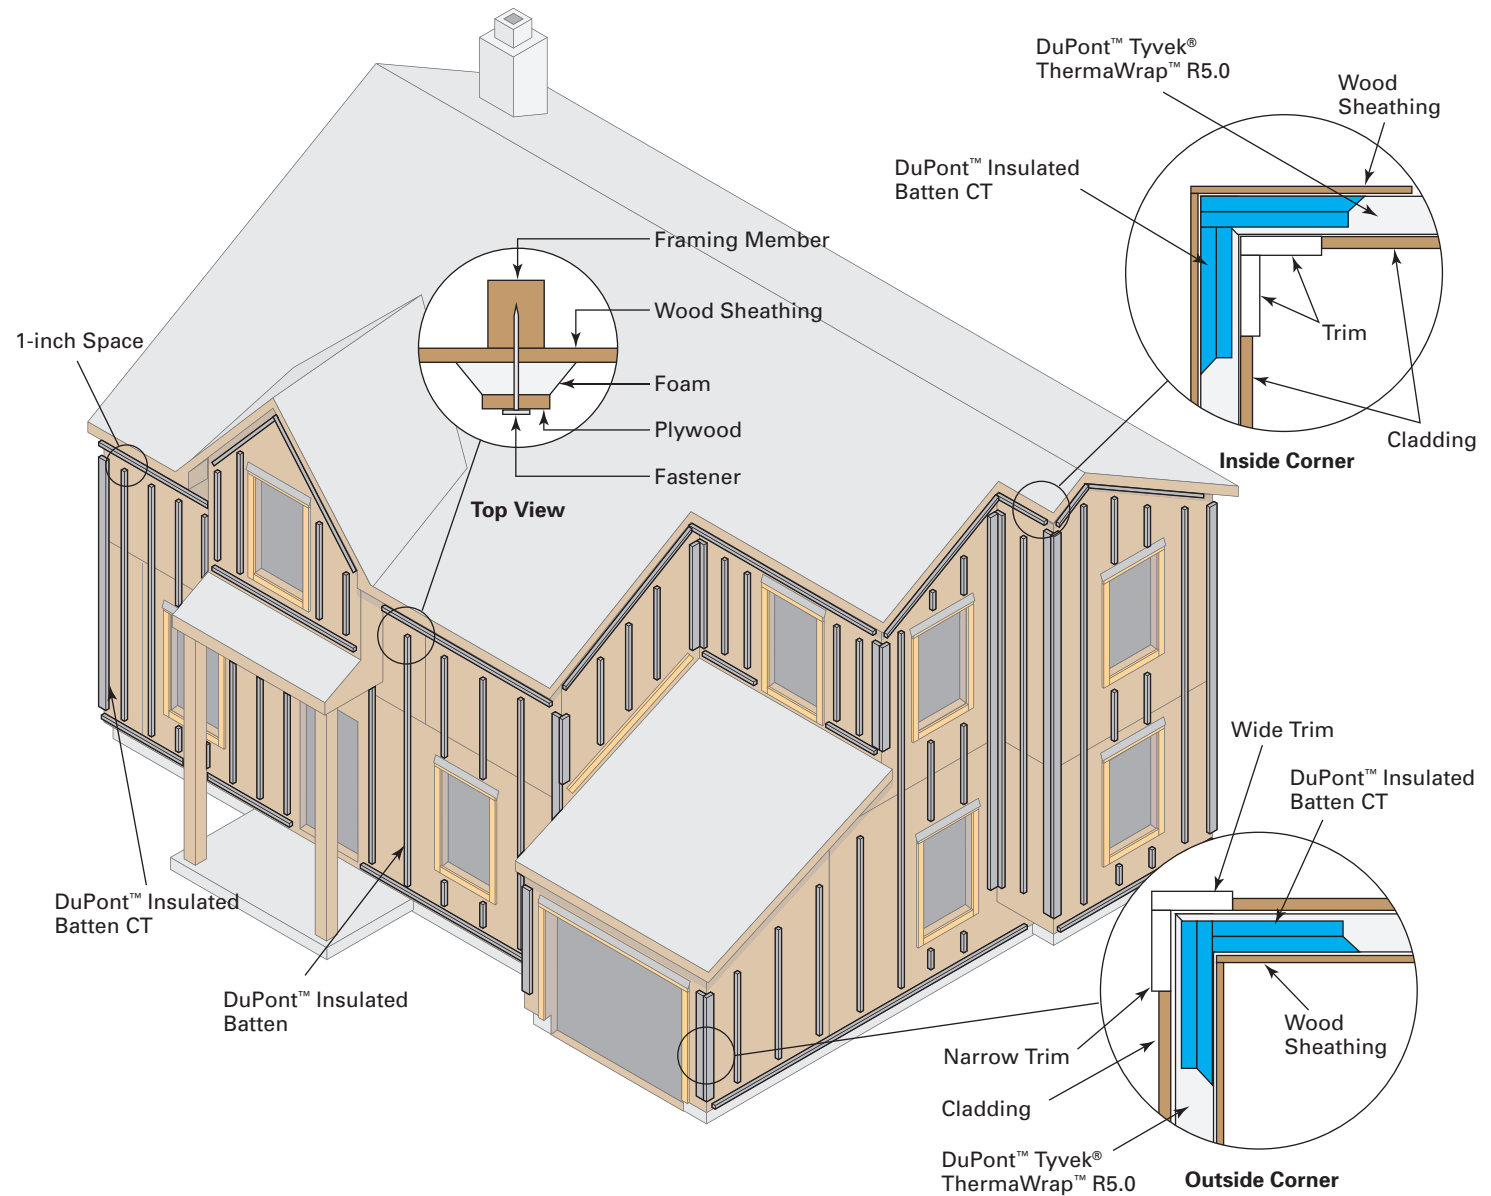 DuPont™ Tyvek®
ThermaWrap™ R5.0
Wood
Sheathing
DuPont™ Insulated
Batten CT
Trim
Cladding
Inside Corner
Framing Member
Wood Sheathing
Foam
Plywood
Fastener
Top View
1-inch Space
DuPont™ Insulated
Batten CT
DuPont™ Insulated
Batten
Wide Trim
DuPont™ Insulated
Batten CT
Wood
Sheathing
Narrow Trim
Cladding
DuPont™ Tyvek®
ThermaWrap™ R5.0
Outside Corner